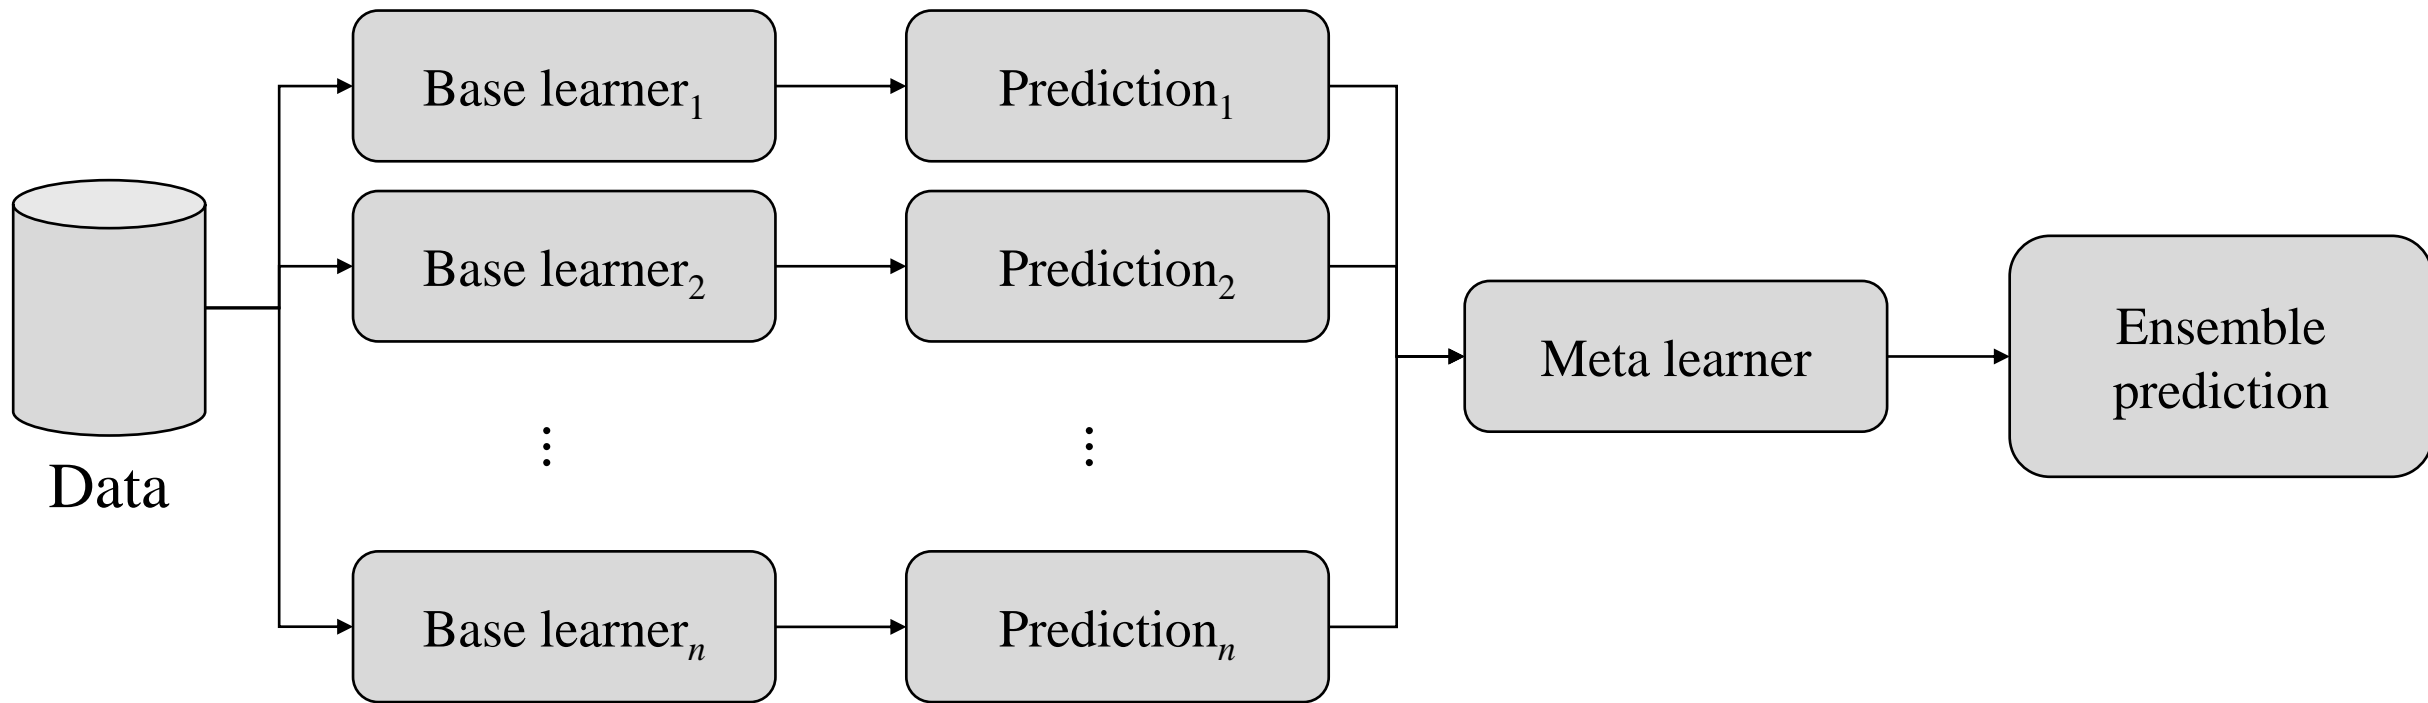 Base learner₁
Prediction₁
Base learner₂
Prediction₂
Data
Meta learner
Ensemble
prediction
Base learnerₙ
Predictionₙ